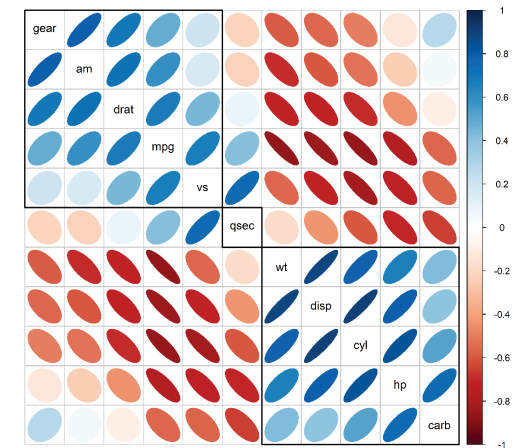 gear
am
drat
mpg
vs
qsec
wt
disp
cyl
hp
carb
1
0.8
0.6
0.4
0.2
0
-0.2
-0.4
-0.6
-0.8
-1